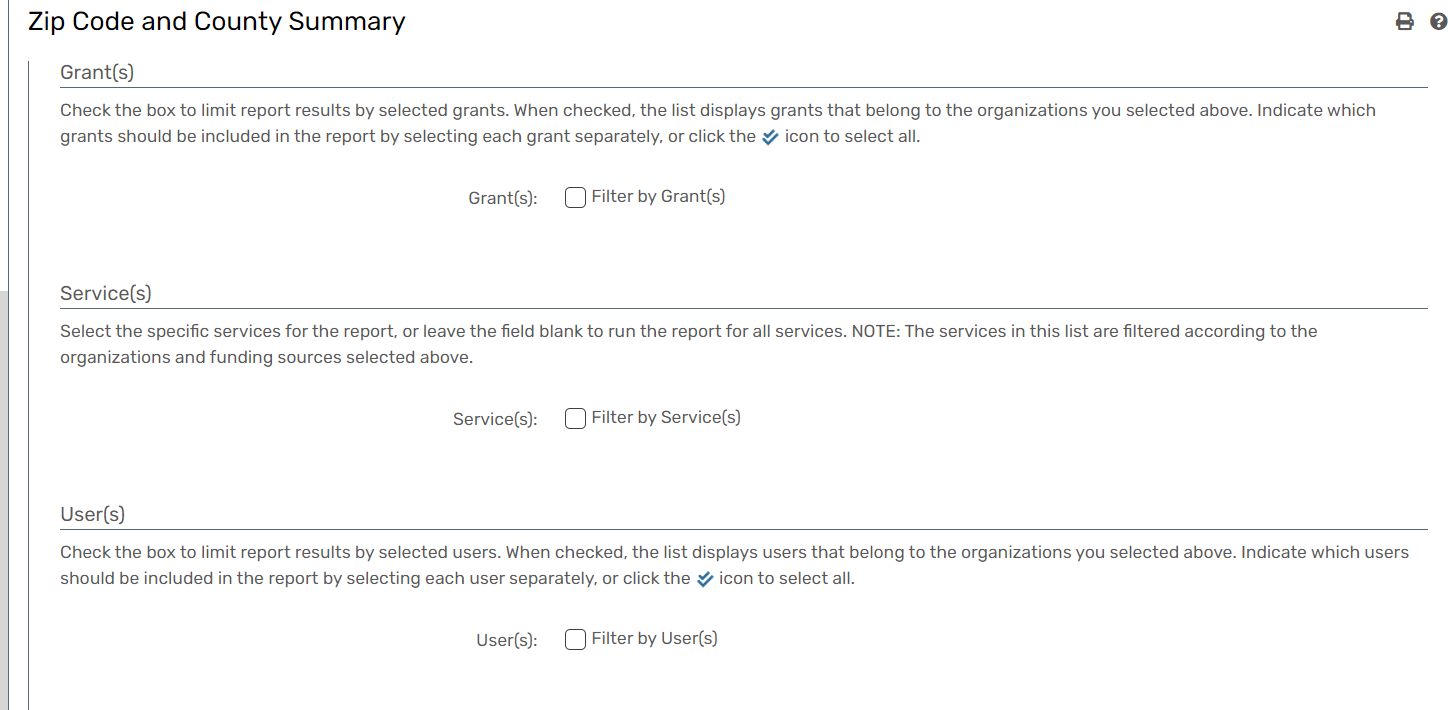 Zip Code and County Summary
Grant(s)
Check the box to limit report results by selected grants. When checked, the list displays grants that belong to the organizations you selected above. Indicate which
grants should be included in the report by selecting each grant separately, or click the icon to select all.
Grant(s): Filter by Grant(s)
Service(s)
Select the specific services for the report, or leave the field blank to run the report for all services. NOTE: The services in this list are filtered according to the
organizations and funding sources selected above.
Service(s): Filter by Service(s)
User(s)
Check the box to limit report results by selected users. When checked, the list displays users that belong to the organizations you selected above. Indicate which users
should be included in the report by selecting each user separately, or click the icon to select all.
User(s): Filter by User(s)